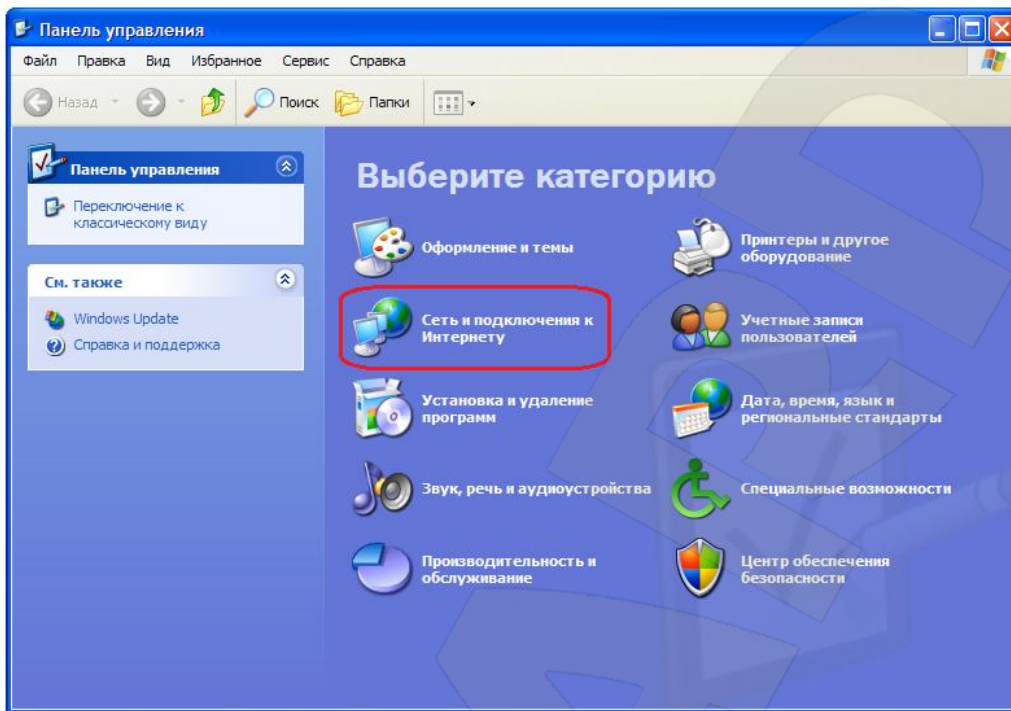 Панель управления
Файл Правка Вид Избранное Сервис Справка
Назад Поиск Папки
Панель управления
Переключение к
классическому виду
См. также
Windows Update
Справка и поддержка
Выберите категорию
Оформление и темы
Принтеры и другое
оборудование
Сеть и подключения к
Интернету
Учетные записи
пользователей
Установка и удаление
программ
Дата, время, язык и
региональные стандарты
Звук, речь и аудиоустройства
Специальные возможности
Производительность и
обслуживание
Центр обеспечения
безопасности